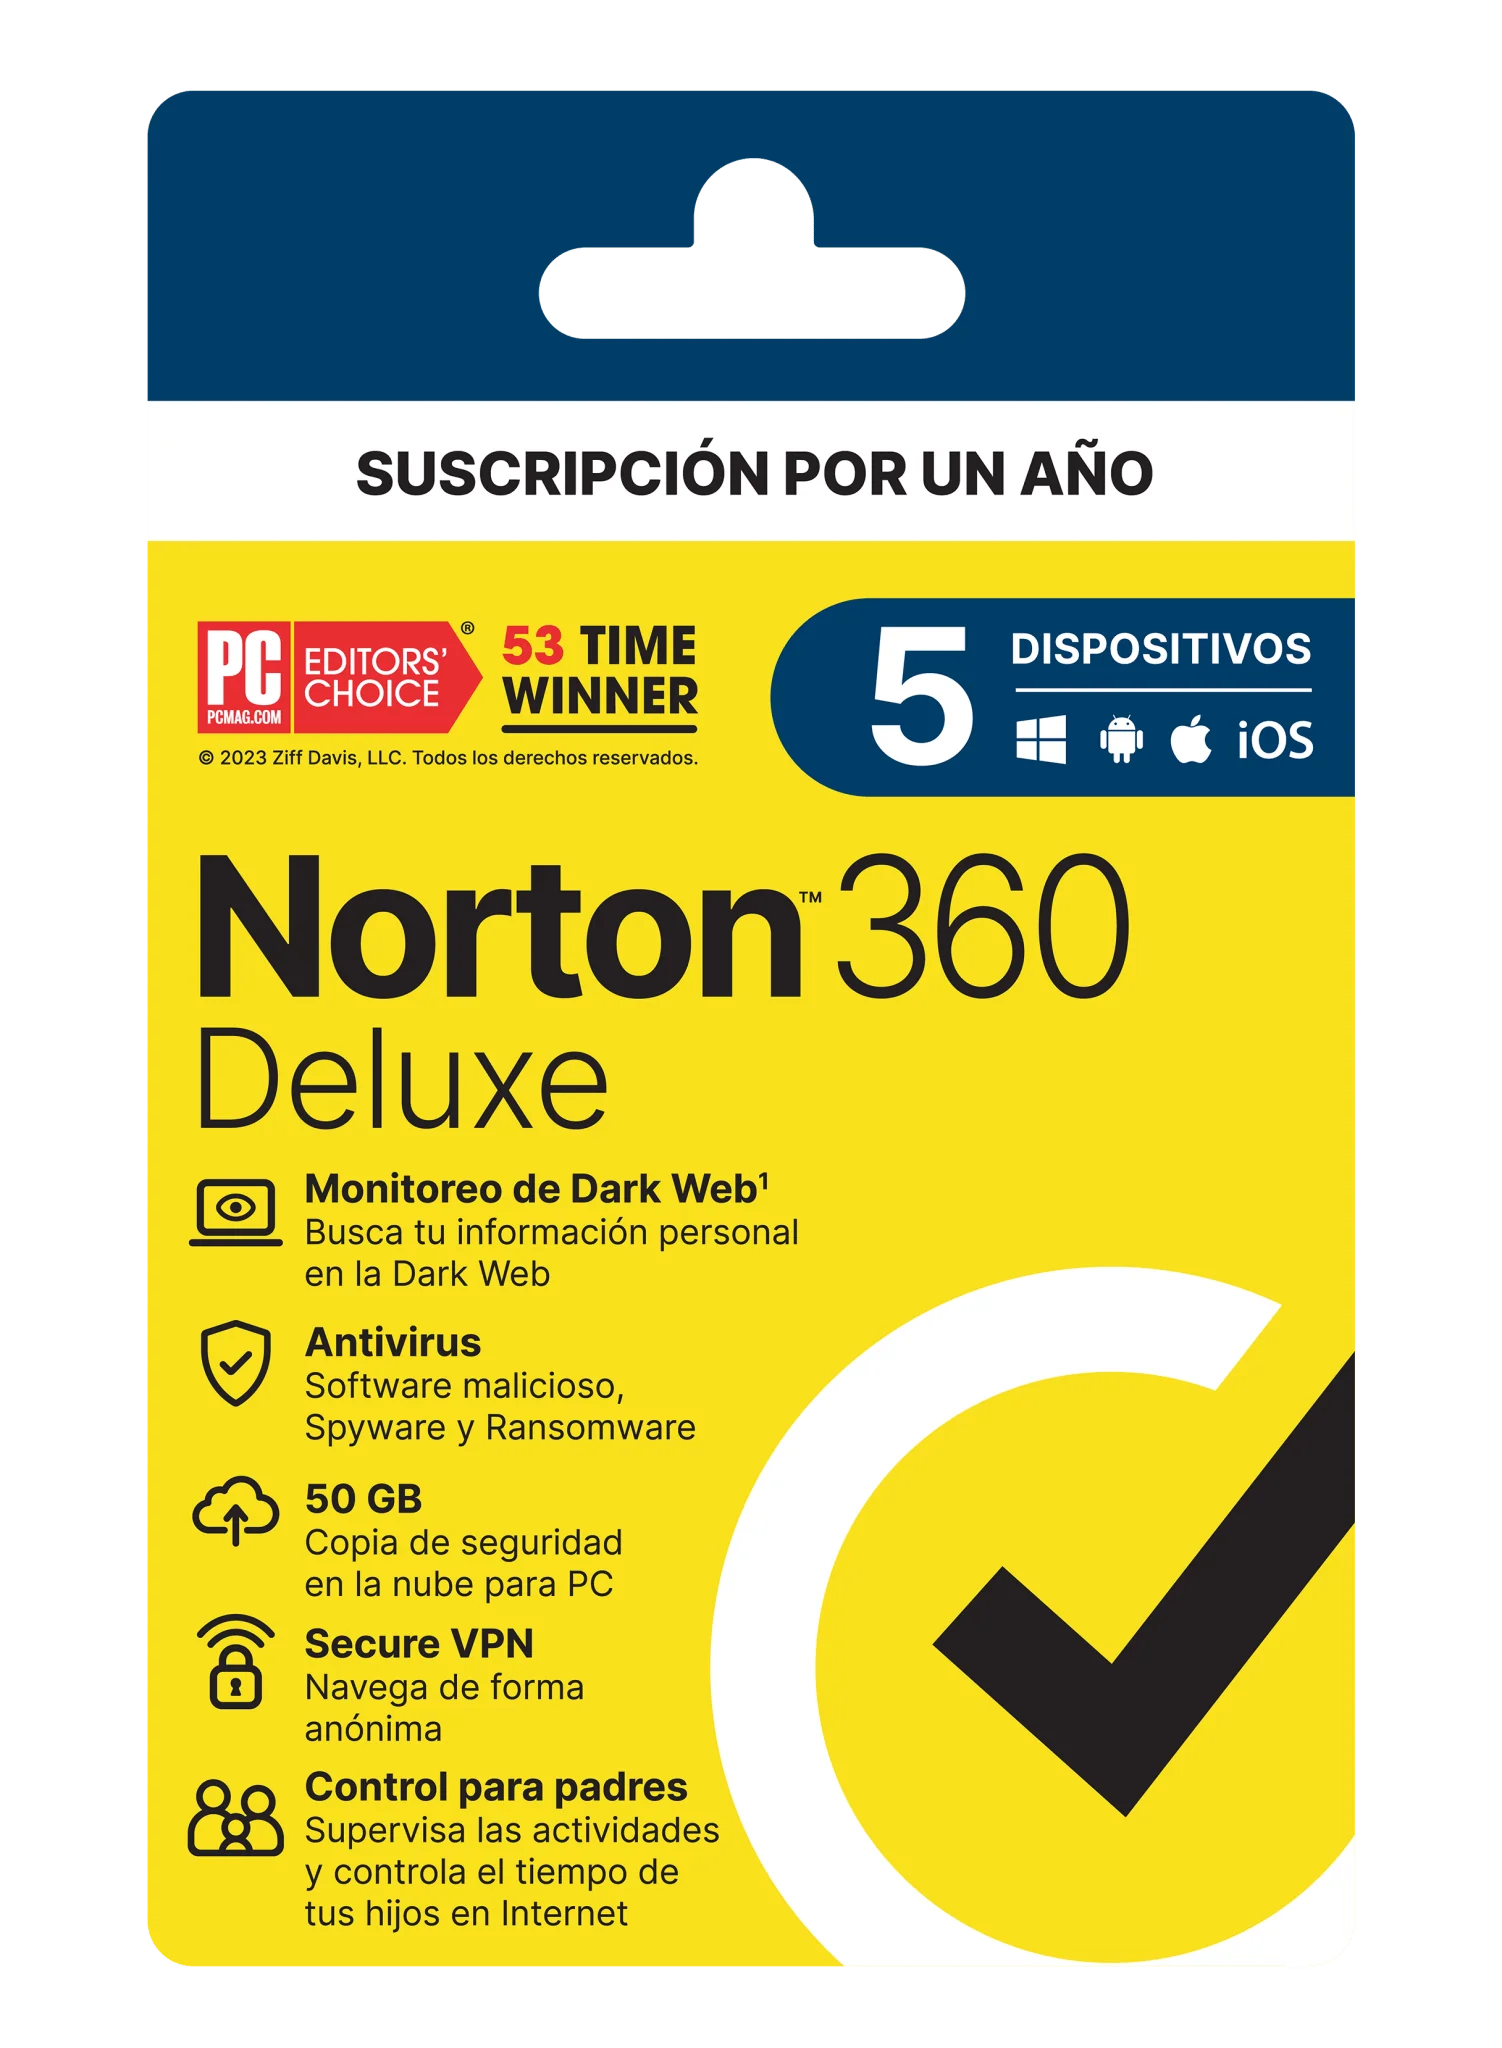 SUSCRIPCIÓN POR UN AÑO
PC
PCMAG.COM
EDITORS'
CHOICE
®
53 TIME
WINNER
© 2023 Ziff Davis, LLC. Todos los derechos reservados.
5
DISPOSITIVOS
iOS
Norton™ 360
Deluxe
Monitoreo de Dark Web¹
Busca tu información personal
en la Dark Web
Antivirus
Software malicioso,
Spyware y Ransomware
50 GB
Copia de seguridad
en la nube para PC
Secure VPN
Navega de forma
anónima
Control para padres
Supervisa las actividades
y controla el tiempo de
tus hijos en Internet